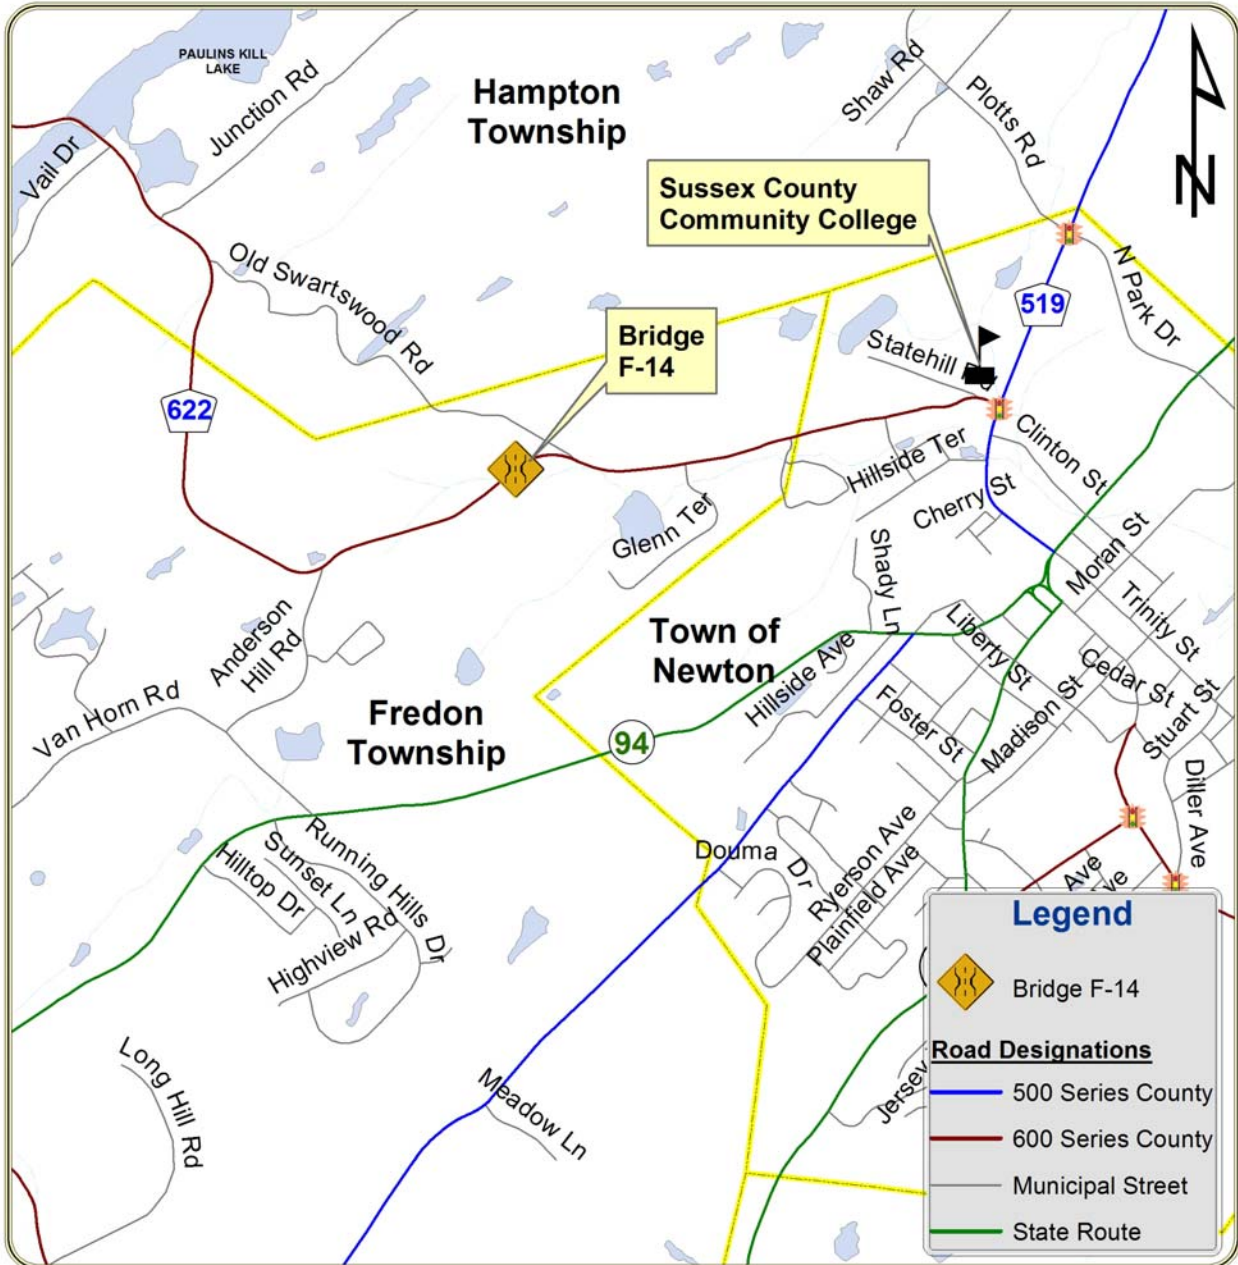 PAULINS KILL
LAKE
Junction Rd
Vail Dr
Hampton
Township
Shaw Rd
Plotts Rd
N
Sussex County
Community College
Old Swartswood Rd
519
N Park Dr
Bridge
F-14
Statehill
622
Clinton St
Hillside Ter
Cherry St
Glenn Ter
Shady Ln
Moran St
Trinity St
Anderson
Hill Rd
Town of
Newton
Liberty St
Cedar St
Hillside Ave
Stuart St
Madison St
Foster St
Van Horn Rd
Fredon
Township
94
Diller Ave
Douma Dr
Ryerson Ave
Plainfield Ave
Ave
Running Hills Dr
Sunset Ln
Hilltop Dr
Highview Rd
Long Hill Rd
Meadow Ln
Jersey
Legend
Bridge F-14
Road Designations
500 Series County
600 Series County
Municipal Street
State Route